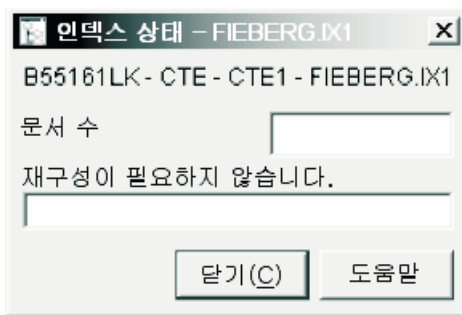 인덱스 상태 – FIEBERG.IX1
B55161LK - CTE - CTE1 - FIEBERG.IX1
문서 수
재구성이 필요하지 않습니다.
닫기(C) 도움말